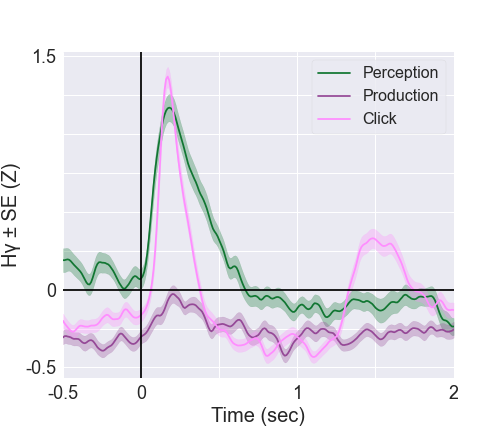 1.5
Perception
Production
Click
Hγ ± SE (Z)
0
-0.5
-0.5
0
1
2
Time (sec)